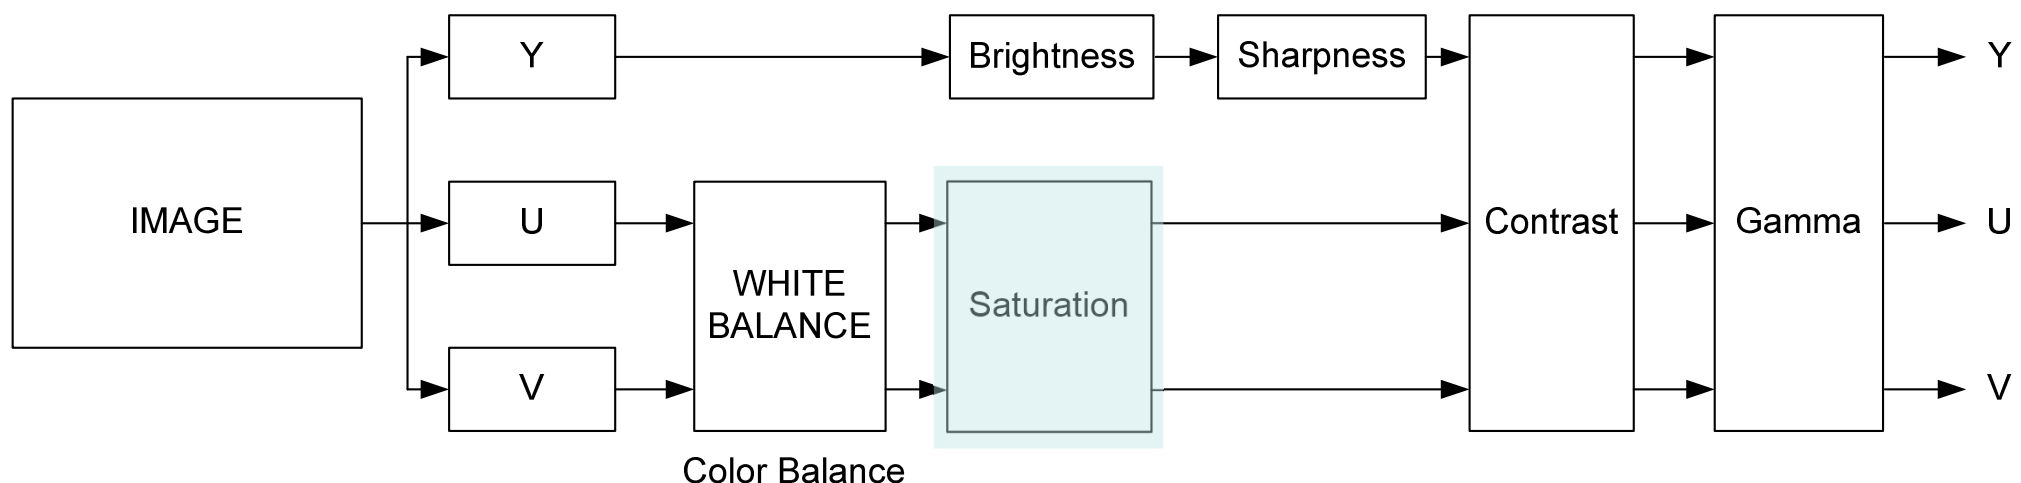 Y
Brightness
Sharpness
Y
IMAGE
U
WHITE
BALANCE
Saturation
Contrast
Gamma
U
V
V
Color Balance